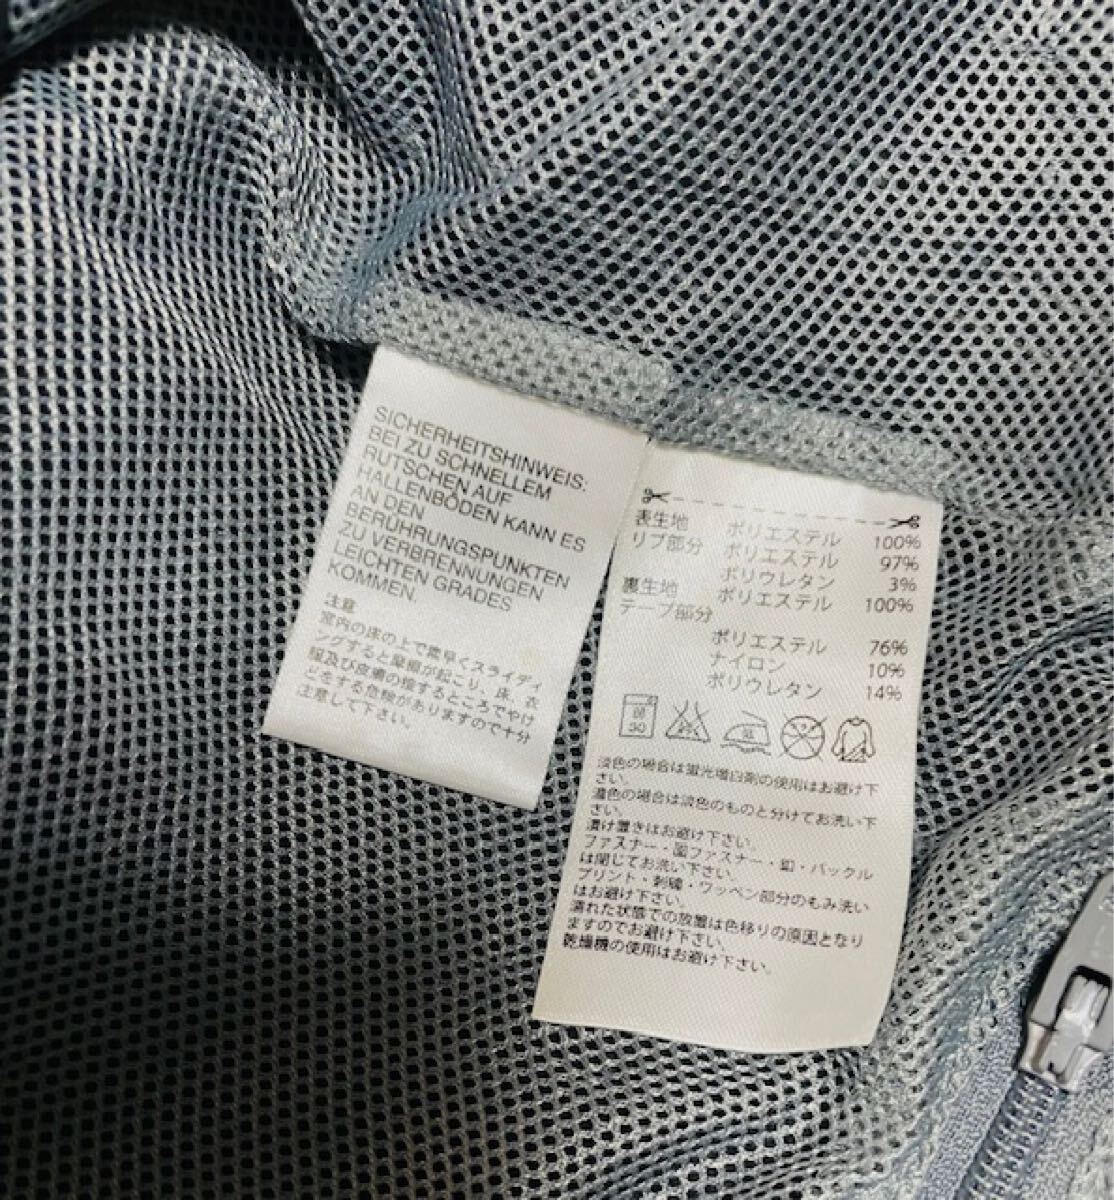 SICHERHEITSHINWEIS:
BEI ZU SCHNELLEM
RUTSCHEN AUF
HALLENBÖDEN KANN ES
AN DEN
BERÜHRUNGSPUNKTEN
ZU VERBRENNUNGEN
LEICHTEN GRADES
KOMMEN.
注意
室内の床の上で素早くスライディ
ングすると摩擦が起こり、床、衣
服及び皮膚の接するところでやけ
どをする危険がありますので十分
注意して下さい。
表生地 ポリエステル 100%
リブ部分 ポリエステル 97%
ポリウレタン 3%
裏生地 ポリエステル 100%
テープ部分
ポリエステル 76%
ナイロン 10%
ポリウレタン 14%
淡色の場合は蛍光増白剤の使用はお避け下
さい。
濃色の場合は淡色のものと分けてお洗い下
さい。
漬け置きはお避け下さい。
ファスナー・面ファスナー・釦・バックル
は閉じてお洗い下さい。
プリント・刺繍・ワッペン部分のもみ洗い
はお避け下さい。
濡れた状態での放置は色移りの原因となり
ますのでお避け下さい。
乾燥機の使用はお避け下さい。